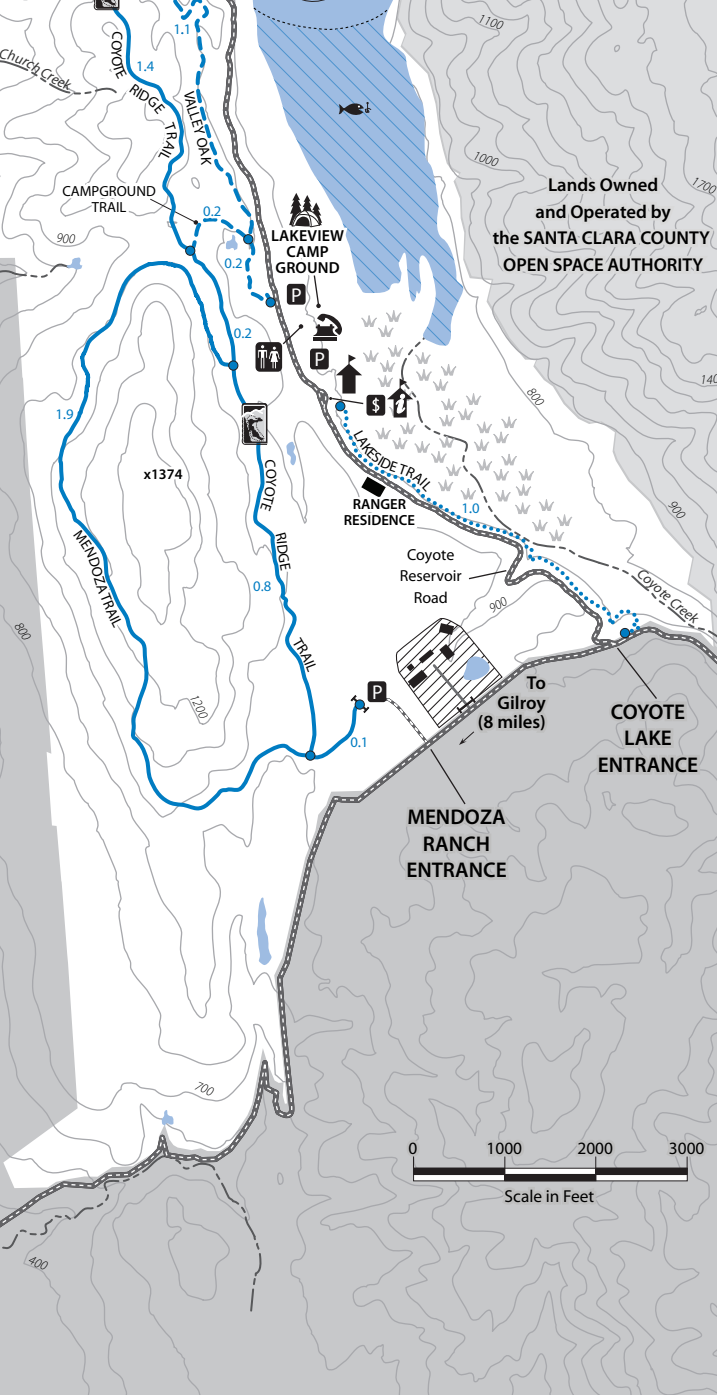 1.1
1100
Church Creek
COYOTE RIDGE TRAIL
1.4
VALLEY OAK
1000
1700
Lands Owned
and Operated by
the SANTA CLARA COUNTY
OPEN SPACE AUTHORITY
CAMPGROUND
TRAIL
0.2
900
LAKEVIEW
CAMP
GROUND
0.2
P
0.2
P
800
$
i
1.9
LAKESIDE TRAIL
x1374
COYOTE RIDGE TRAIL
RANGER
RESIDENCE
1.0
900
MENDOZA TRAIL
Coyote
Reservoir
Road
0.8
900
Coyote Creek
800
P
To
Gilroy
(8 miles)
1200
0.1
COYOTE
LAKE
ENTRANCE
MENDOZA
RANCH
ENTRANCE
700
0 1000 2000 3000
Scale in Feet
400